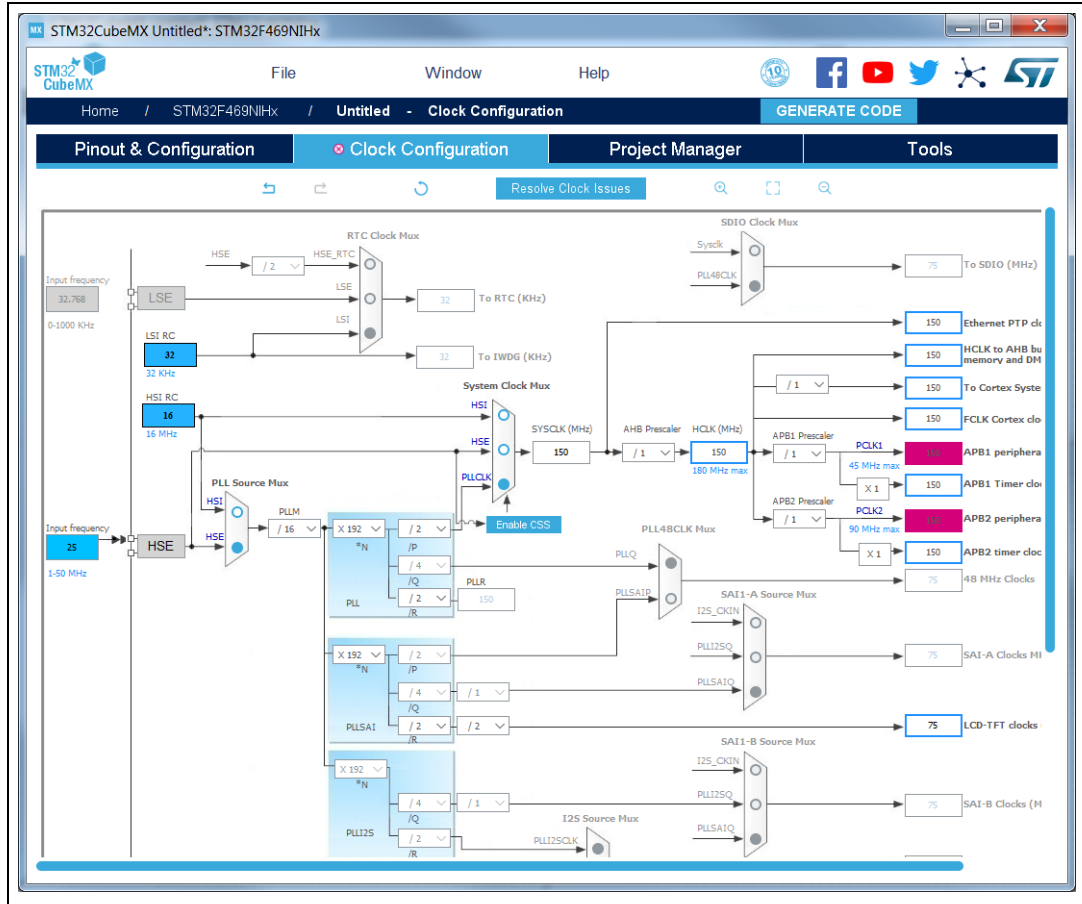 MX STM32CubeMX Untitled*: STM32F469NIHx
STM32
CubeMX
File Window Help
10
ST
Home / STM32F469NIHx / Untitled - Clock Configuration GENERATE CODE
Pinout & Configuration Clock Configuration Project Manager Tools
Resolve Clock Issues
RTC Clock Mux
HSE / 2 HSE_RTC
LSE
LSI
Input frequency
32.768
0-1000 KHz
LSE
32 To RTC (KHz)
LSI RC
32
32 KHz
32 To IWDG (KHz)
HSI RC
16
16 MHz
SDIO Clock Mux
Sysclk
PLL48CLK
75 To SDIO (MHz)
150 Ethernet PTP clo
150 HCLK to AHB bu
memory and DM
/ 1 150 To Cortex Syste
150 FCLK Cortex clo
System Clock Mux
HSI
HSE
PLLCLK
SYSCLK (MHz)
150
AHB Prescaler
/ 1
HCLK (MHz)
150
180 MHz max
APB1 Prescaler
/ 1
PCLK1
45 MHz max
APB1 periphera
X 1 150 APB1 Timer clo
APB2 Prescaler
/ 1
PCLK2
90 MHz max
APB2 periphera
X 1 150 APB2 timer cloc
Enable CSS
PLL Source Mux
HSI
HSE
Input frequency
25
1-50 MHz
HSE
PLLM
/ 16
X 192
*N
/ 2
/P
/ 4
/Q
/ 2
/R
PLL
PLLR
150
PLL48CLK Mux
PLLQ
PLLSAIP
75 48 MHz Clocks
SAI1-A Source Mux
I2S_CKIN
PLLI2SQ
PLLSAIQ
75 SAI-A Clocks MI
X 192
*N
/ 2
/P
/ 4
/Q
/ 1
/ 2
/R
/ 2
PLLSAI
75 LCD-TFT clocks
SAI1-B Source Mux
I2S_CKIN
PLLI2SQ
PLLSAIQ
75 SAI-B Clocks (M
X 192
*N
/ 4
/Q
/ 1
/ 2
/R
PLLI2S
I2S Source Mux
PLLI2SCLK